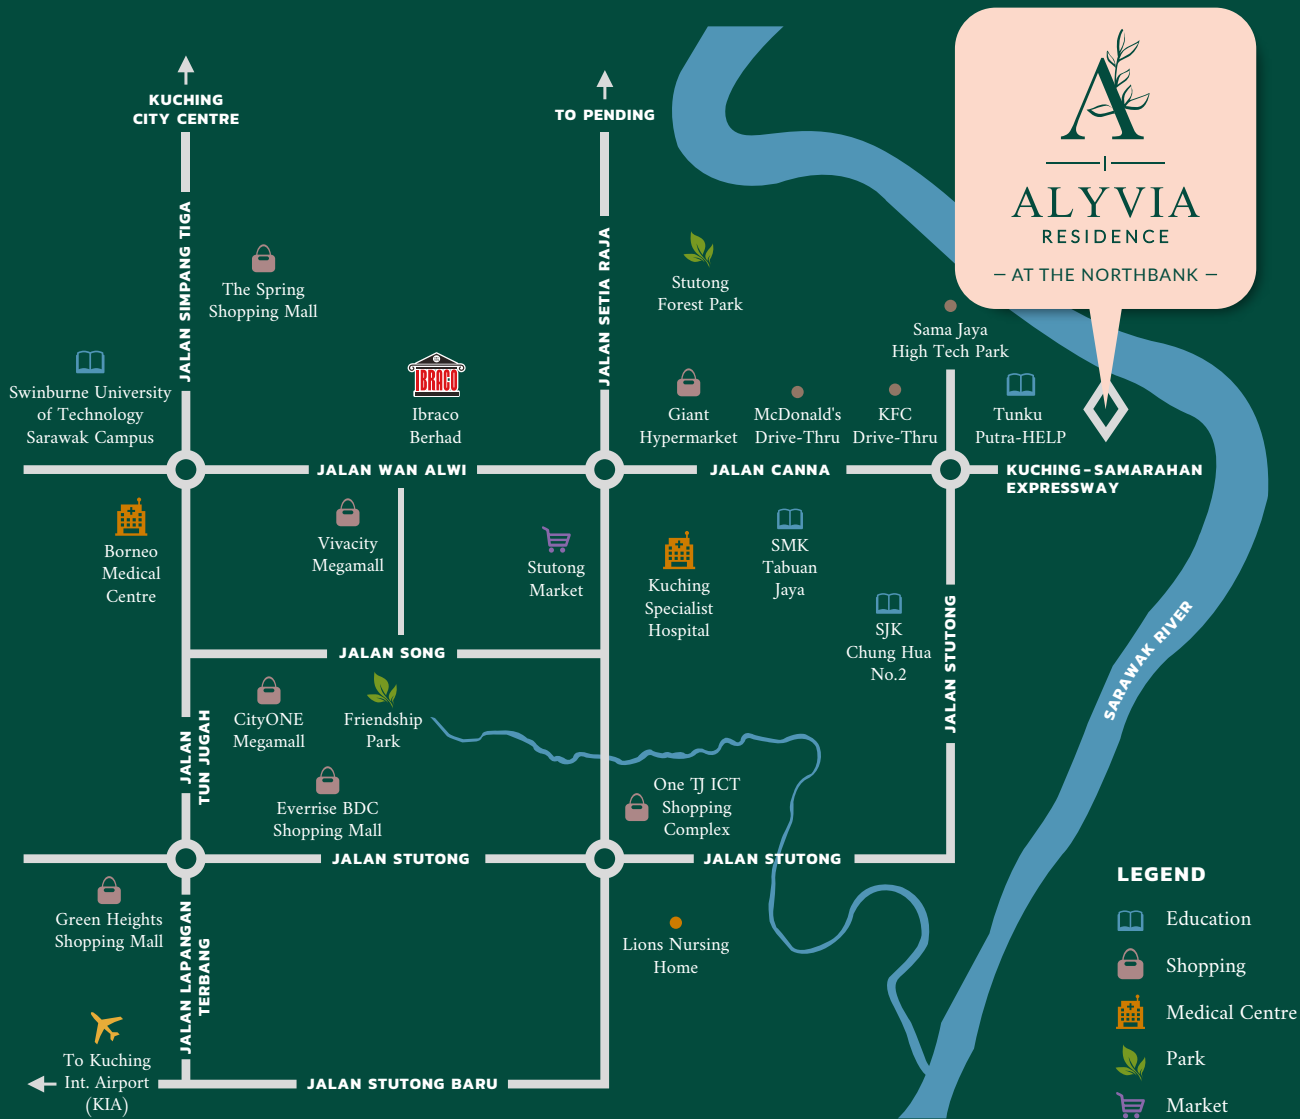 KUCHING
CITY CENTRE
TO PENDING
A
ALYVIA
RESIDENCE
– AT THE NORTHBANK –
JALAN SIMPANG TIGA
The Spring
Shopping Mall
JALAN SETIA RAJA
Stutong
Forest Park
Sama Jaya
High Tech Park
Swinburne University
of Technology
Sarawak Campus
IBRACO
Ibraco
Berhad
Giant
Hypermarket
McDonald's
Drive-Thru
KFC
Drive-Thru
Tunku
Putra-HELP
JALAN WAN ALWI
JALAN CANNA
KUCHING-SAMARAHAN
EXPRESSWAY
Borneo
Medical
Centre
Vivacity
Megamall
Stutong
Market
Kuching
Specialist
Hospital
SMK
Tabuan
Jaya
SJK
Chung Hua
No.2
JALAN STUTONG
SARAWAK RIVER
JALAN SONG
CityONE
Megamall
Friendship
Park
JALAN
TUN JUGAH
Everrise BDC
Shopping Mall
One TJ ICT
Shopping
Complex
JALAN STUTONG
JALAN STUTONG
Green Heights
Shopping Mall
JALAN LAPANGAN
TERBANG
Lions Nursing
Home
To Kuching
Int. Airport
(KIA)
JALAN STUTONG BARU
LEGEND
Education
Shopping
Medical Centre
Park
Market